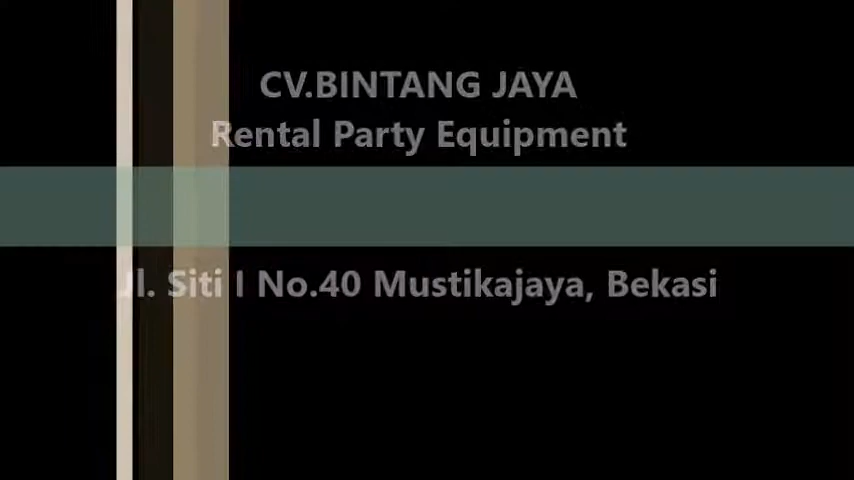 CV.BINTANG JAYA
Rental Party Equipment
Jl. Siti I No.40 Mustikajaya, Bekasi